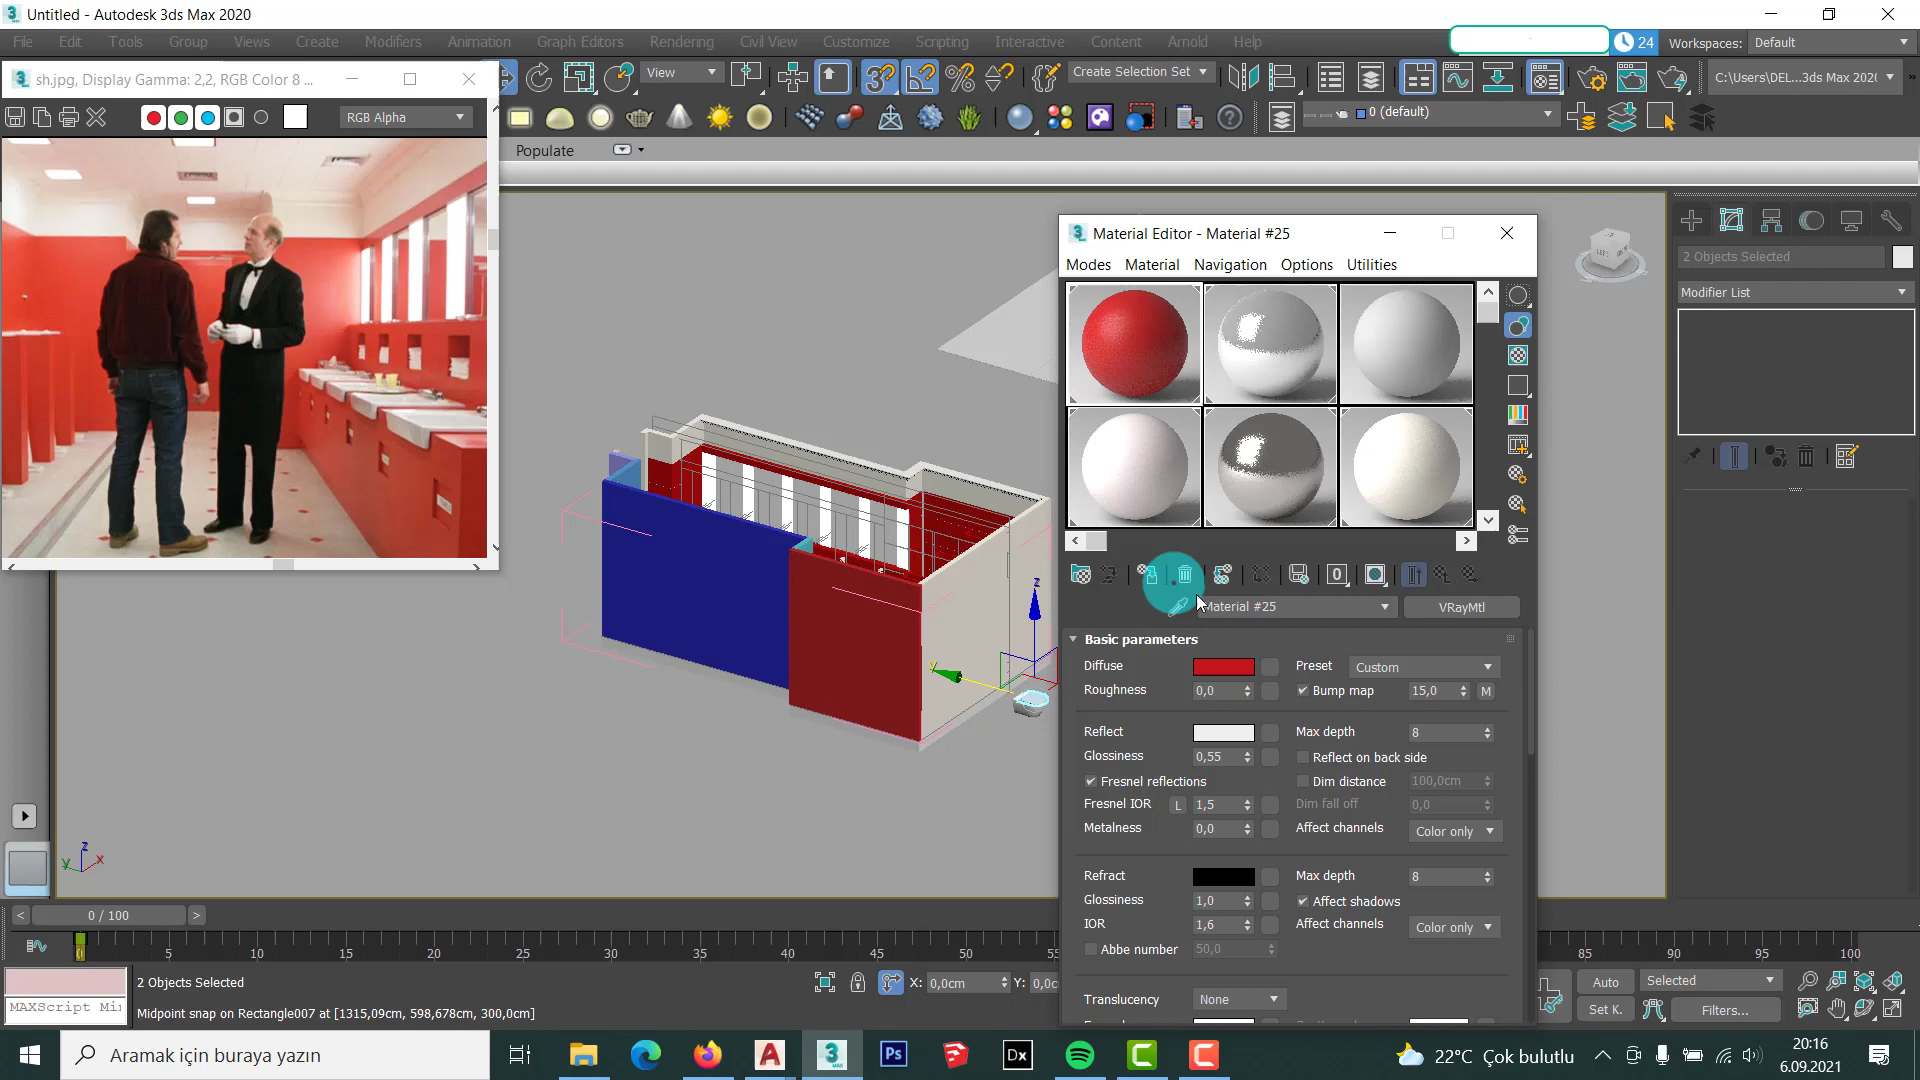 Untitled - Autodesk 3ds Max 2020
File Edit Tools Group Views Create Modifiers Animation Graph Editors Rendering Civil View Customize Scripting Interactive Content Arnold Help
24 Workspaces: Default
sh.jpg, Display Gamma: 2,2, RGB Color 8 ...
View
Create Selection Set
C:\Users\DEL...3ds Max 202(
RGB Alpha
0 (default)
Populate
Material Editor - Material #25
Modes Material Navigation Options Utilities
2 Objects Selected
Modifier List
Material #25
VRayMtl
Basic parameters
Diffuse
Preset Custom
Roughness 0,0
Bump map 15,0 M
Reflect
Max depth 8
Glossiness 0,55
Reflect on back side
Fresnel reflections
Dim distance 100,0cm
Fresnel IOR L 1,5
Dim fall off 0,0
Metalness 0,0
Affect channels Color only
Refract
Max depth 8
Glossiness 1,0
Affect shadows
IOR 1,6
Affect channels Color only
Abbe number 50,0
Translucency None
z
y
z
y x
< 0 / 100 >
0 5 10 15 20 25 30 35 40 45 50 85 90 95 100
2 Objects Selected
X: 0,0cm Y: 0,0c
Auto Selected
MAXScript Mi
Midpoint snap on Rectangle007 at [1315,09cm, 598,678cm, 300,0cm]
Set K. Filters...
Aramak için buraya yazın
A
3
MAX
Ps
Dx
C
C
22°C Çok bulutlu
20:16
6.09.2021